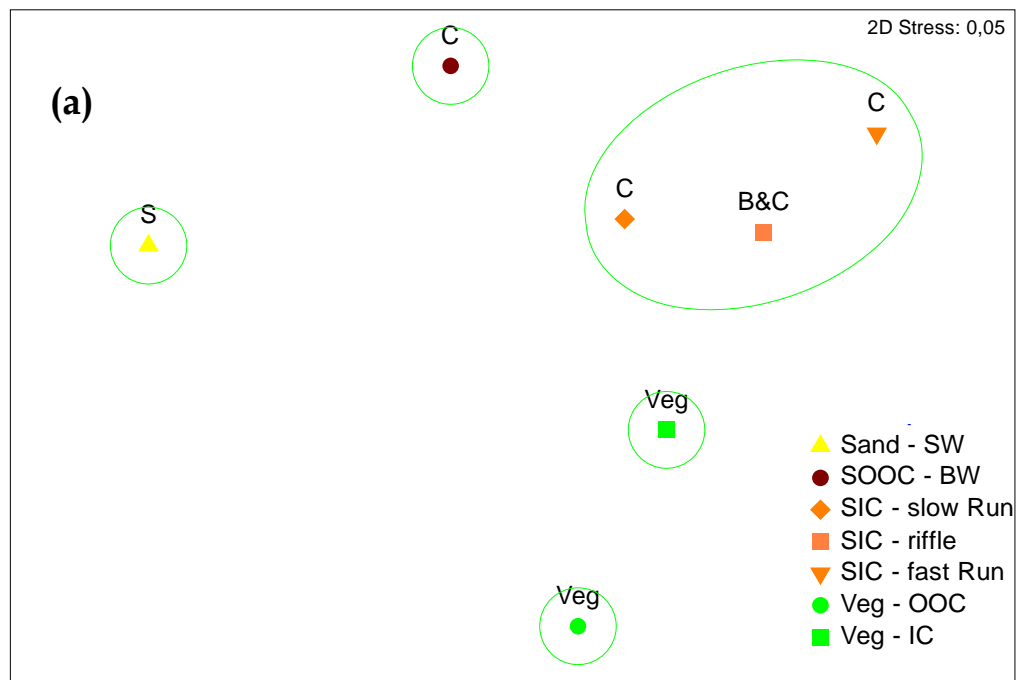 2D Stress: 0,05
(a)
C
C
S
C
B&C
Veg
Veg
Sand - SW
SOOC - BW
SIC - slow Run
SIC - riffle
SIC - fast Run
Veg - OOC
Veg - IC